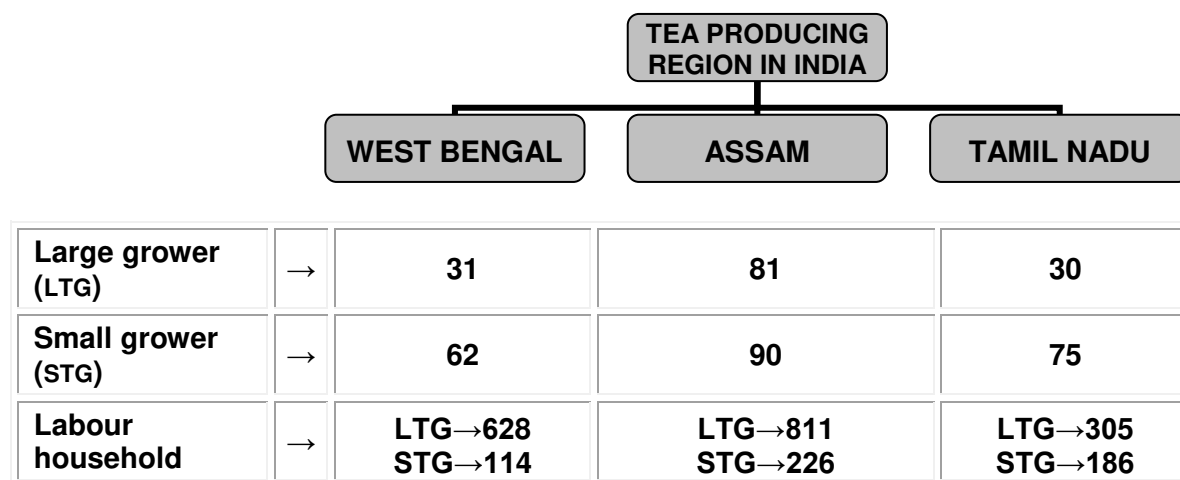 TEA PRODUCING
REGION IN INDIA
WEST BENGAL ASSAM TAMIL NADU
Large grower
(LTG) → 31 81 30
Small grower
(STG) → 62 90 75
Labour
household → LTG→628 LTG→811 LTG→305
STG→114 STG→226 STG→186